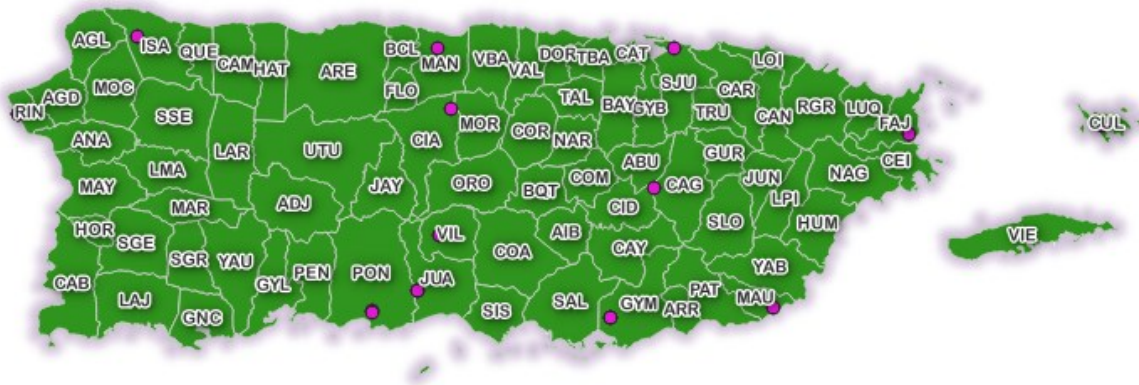 AGL
ISA
QUE
CAM
HAT
ARE
BCL
MAN
VBA
VAL
DOR
TBA
CAT
SJU
LOI
MOC
FLO
RIN
AGD
SSE
MOR
TAL
BAY
GYB
TRU
CAR
CAN
RGR
LUQ
FAJ
CUL
ANA
LAR
UTU
CIA
COR
NAR
LMA
MAY
MAR
ADJ
JAY
ORO
BQT
COM
ABU
CAG
GUR
JUN
LPI
NAG
CEI
CID
SLO
HUM
HOR
SGE
SGR
YAU
GYL
PEN
PON
VIL
COA
AIB
CAY
YAB
VIE
CAB
LAJ
GNC
JUA
SIS
SAL
GYM
ARR
PAT
MAU